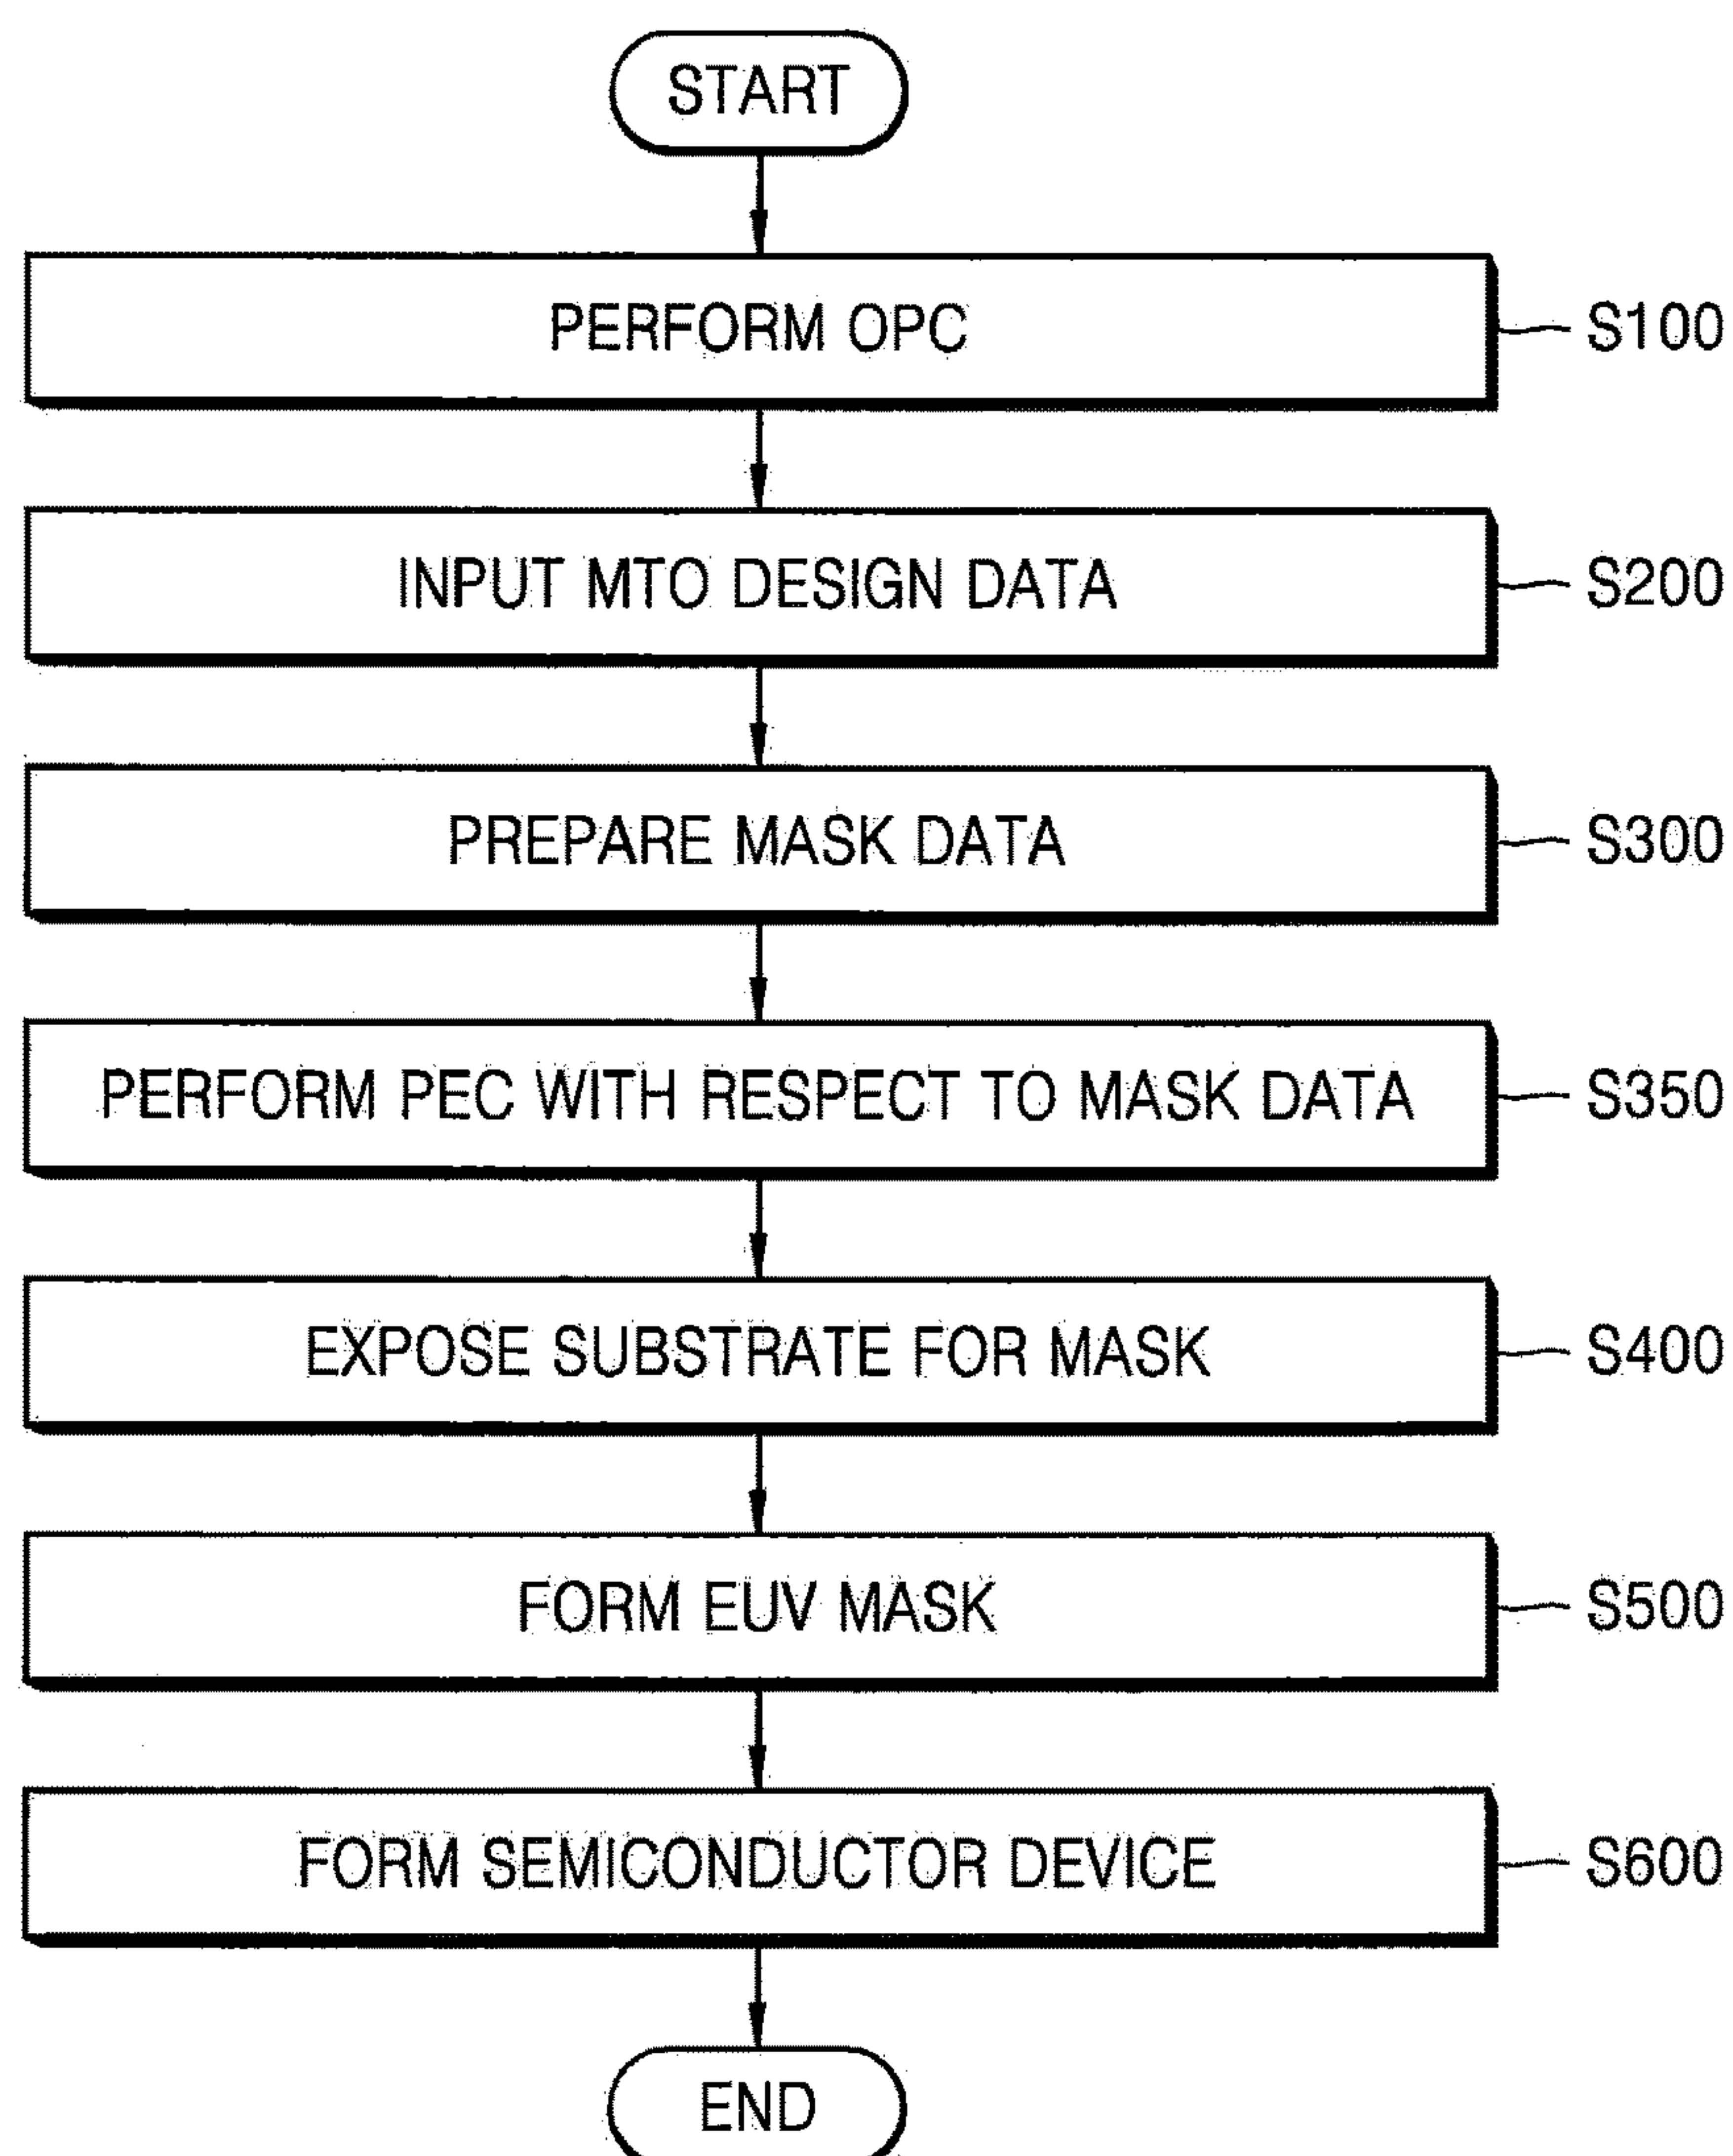 START
PERFORM OPC
S100
INPUT MTO DESIGN DATA
S200
PREPARE MASK DATA
S300
PERFORM PEC WITH RESPECT TO MASK DATA
S350
EXPOSE SUBSTRATE FOR MASK
S400
FORM EUV MASK
S500
FORM SEMICONDUCTOR DEVICE
S600
END